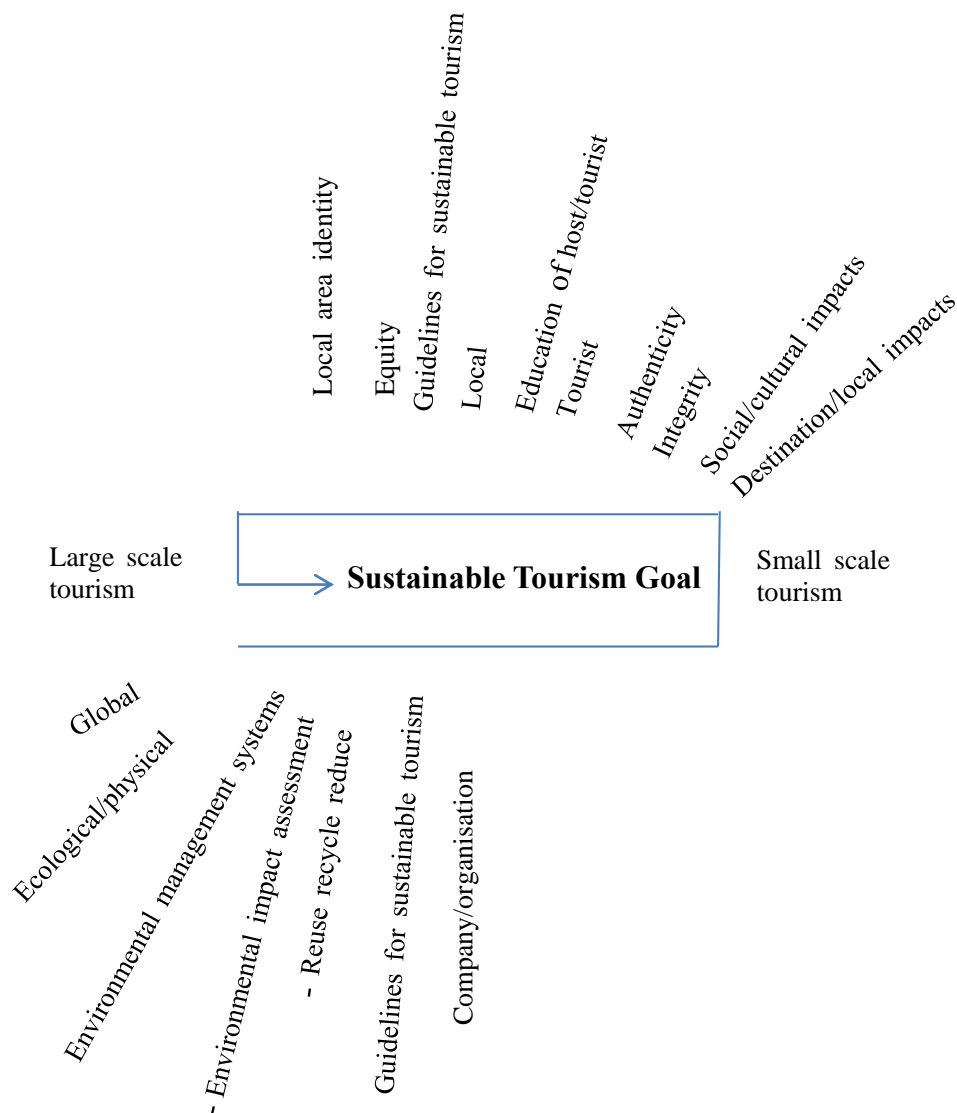 Local area identity
Equity
Guidelines for sustainable tourism
Local
Education of host/tourist
Tourist
Authenticity
Integrity
Social/cultural impacts
Destination/local impacts
Large scale
tourism
Sustainable Tourism Goal
Small scale
tourism
Global
Ecological/physical
Environmental management systems
- Environmental impact assessment
- Reuse recycle reduce
Guidelines for sustainable tourism
Company/organisation